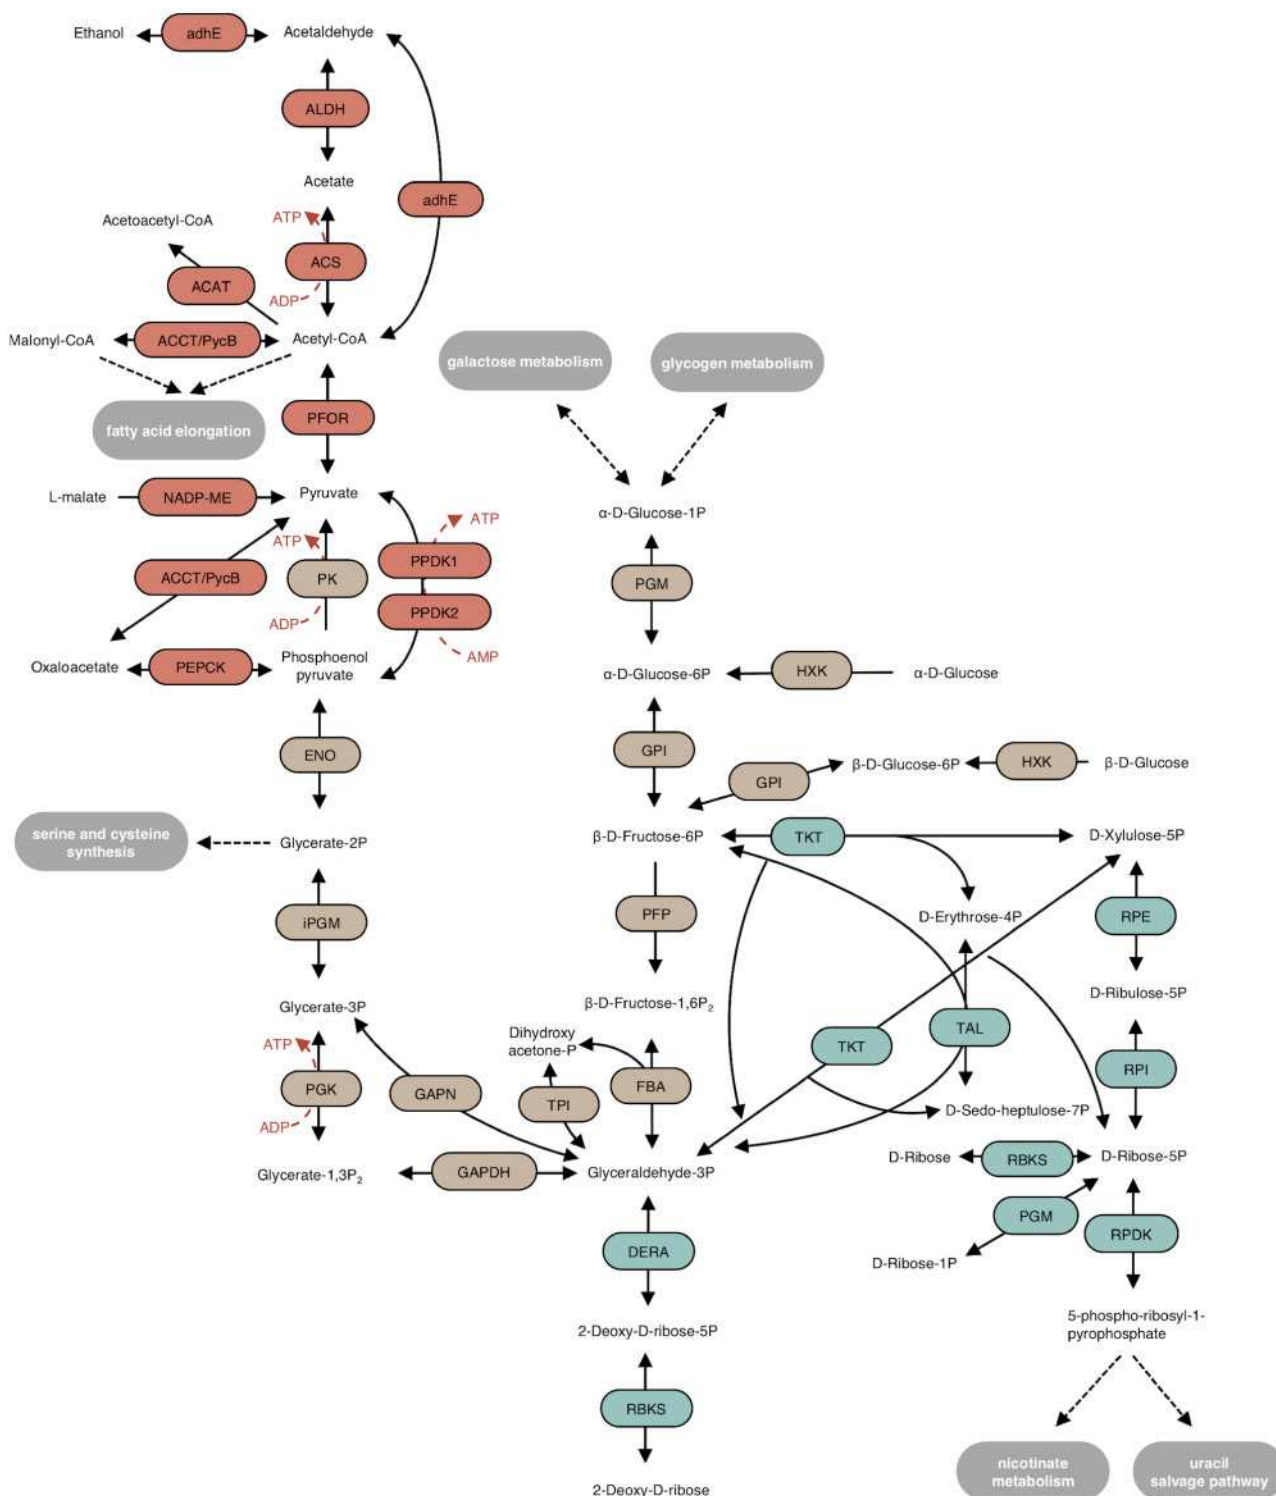 Ethanol
adhE
Acetaldehyde
ALDH
Acetate
adhE
Acetoacetyl-CoA
ATP
ACS
ACAT
ADP
Malonyl-CoA
ACCT/PycB
Acetyl-CoA
galactose metabolism
glycogen metabolism
fatty acid elongation
PFOR
L-malate
NADP-ME
Pyruvate
α-D-Glucose-1P
ATP
ATP
PPDK1
ACCT/PycB
PK
PGM
PPDK2
ADP
AMP
Oxaloacetate
PEPCK
Phosphoenol
pyruvate
α-D-Glucose-6P
HXK
α-D-Glucose
ENO
GPI
GPI
β-D-Glucose-6P
HXK
β-D-Glucose
serine and cysteine
synthesis
Glycerate-2P
β-D-Fructose-6P
TKT
D-Xylulose-5P
iPGM
PFP
D-Erythrose-4P
RPE
Glycerate-3P
β-D-Fructose-1,6P₂
D-Ribulose-5P
ATP
Dihydroxy
acetone-P
TKT
TAL
PGK
GAPN
TPI
FBA
RPI
ADP
D-Sedo-heptulose-7P
Glycerate-1,3P₂
GAPDH
Glyceraldehyde-3P
D-Ribose
RBKS
D-Ribose-5P
PGM
RPDK
DERA
D-Ribose-1P
2-Deoxy-D-ribose-5P
5-phospho-ribosyl-1-
pyrophosphate
RBKS
nicotinate
metabolism
uracil
salvage pathway
2-Deoxy-D-ribose